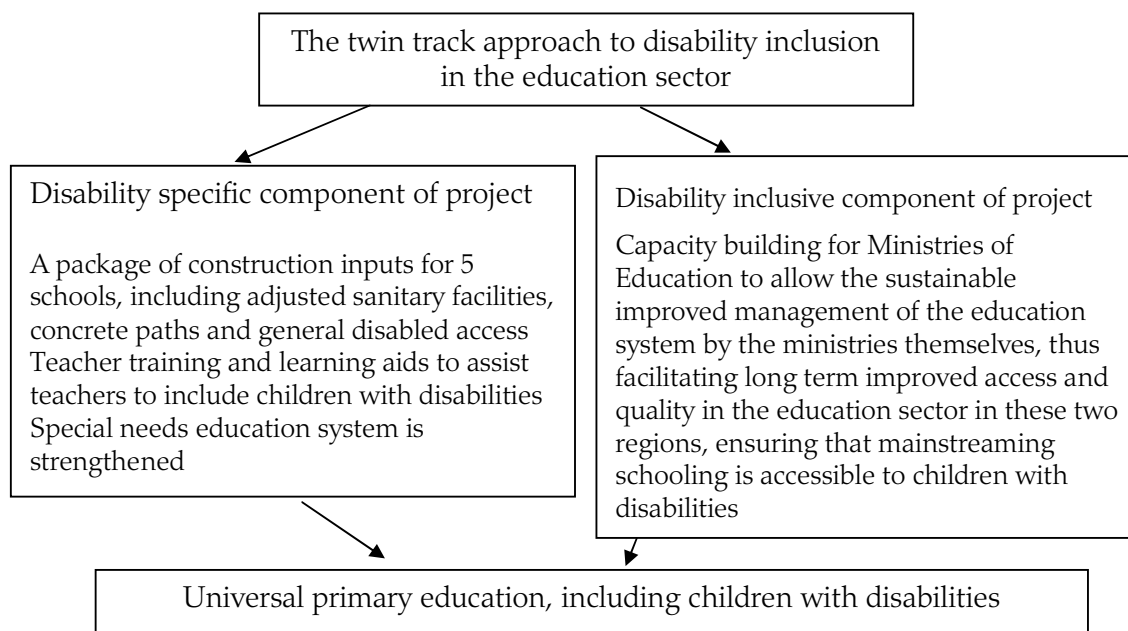 The twin track approach to disability inclusion
in the education sector
Disability specific component of project
A package of construction inputs for 5
schools, including adjusted sanitary facilities,
concrete paths and general disabled access
Teacher training and learning aids to assist
teachers to include children with disabilities
Special needs education system is
strengthened
Disability inclusive component of project
Capacity building for Ministries of
Education to allow the sustainable
improved management of the education
system by the ministries themselves, thus
facilitating long term improved access and
quality in the education sector in these two
regions, ensuring that mainstreaming
schooling is accessible to children with
disabilities
Universal primary education, including children with disabilities